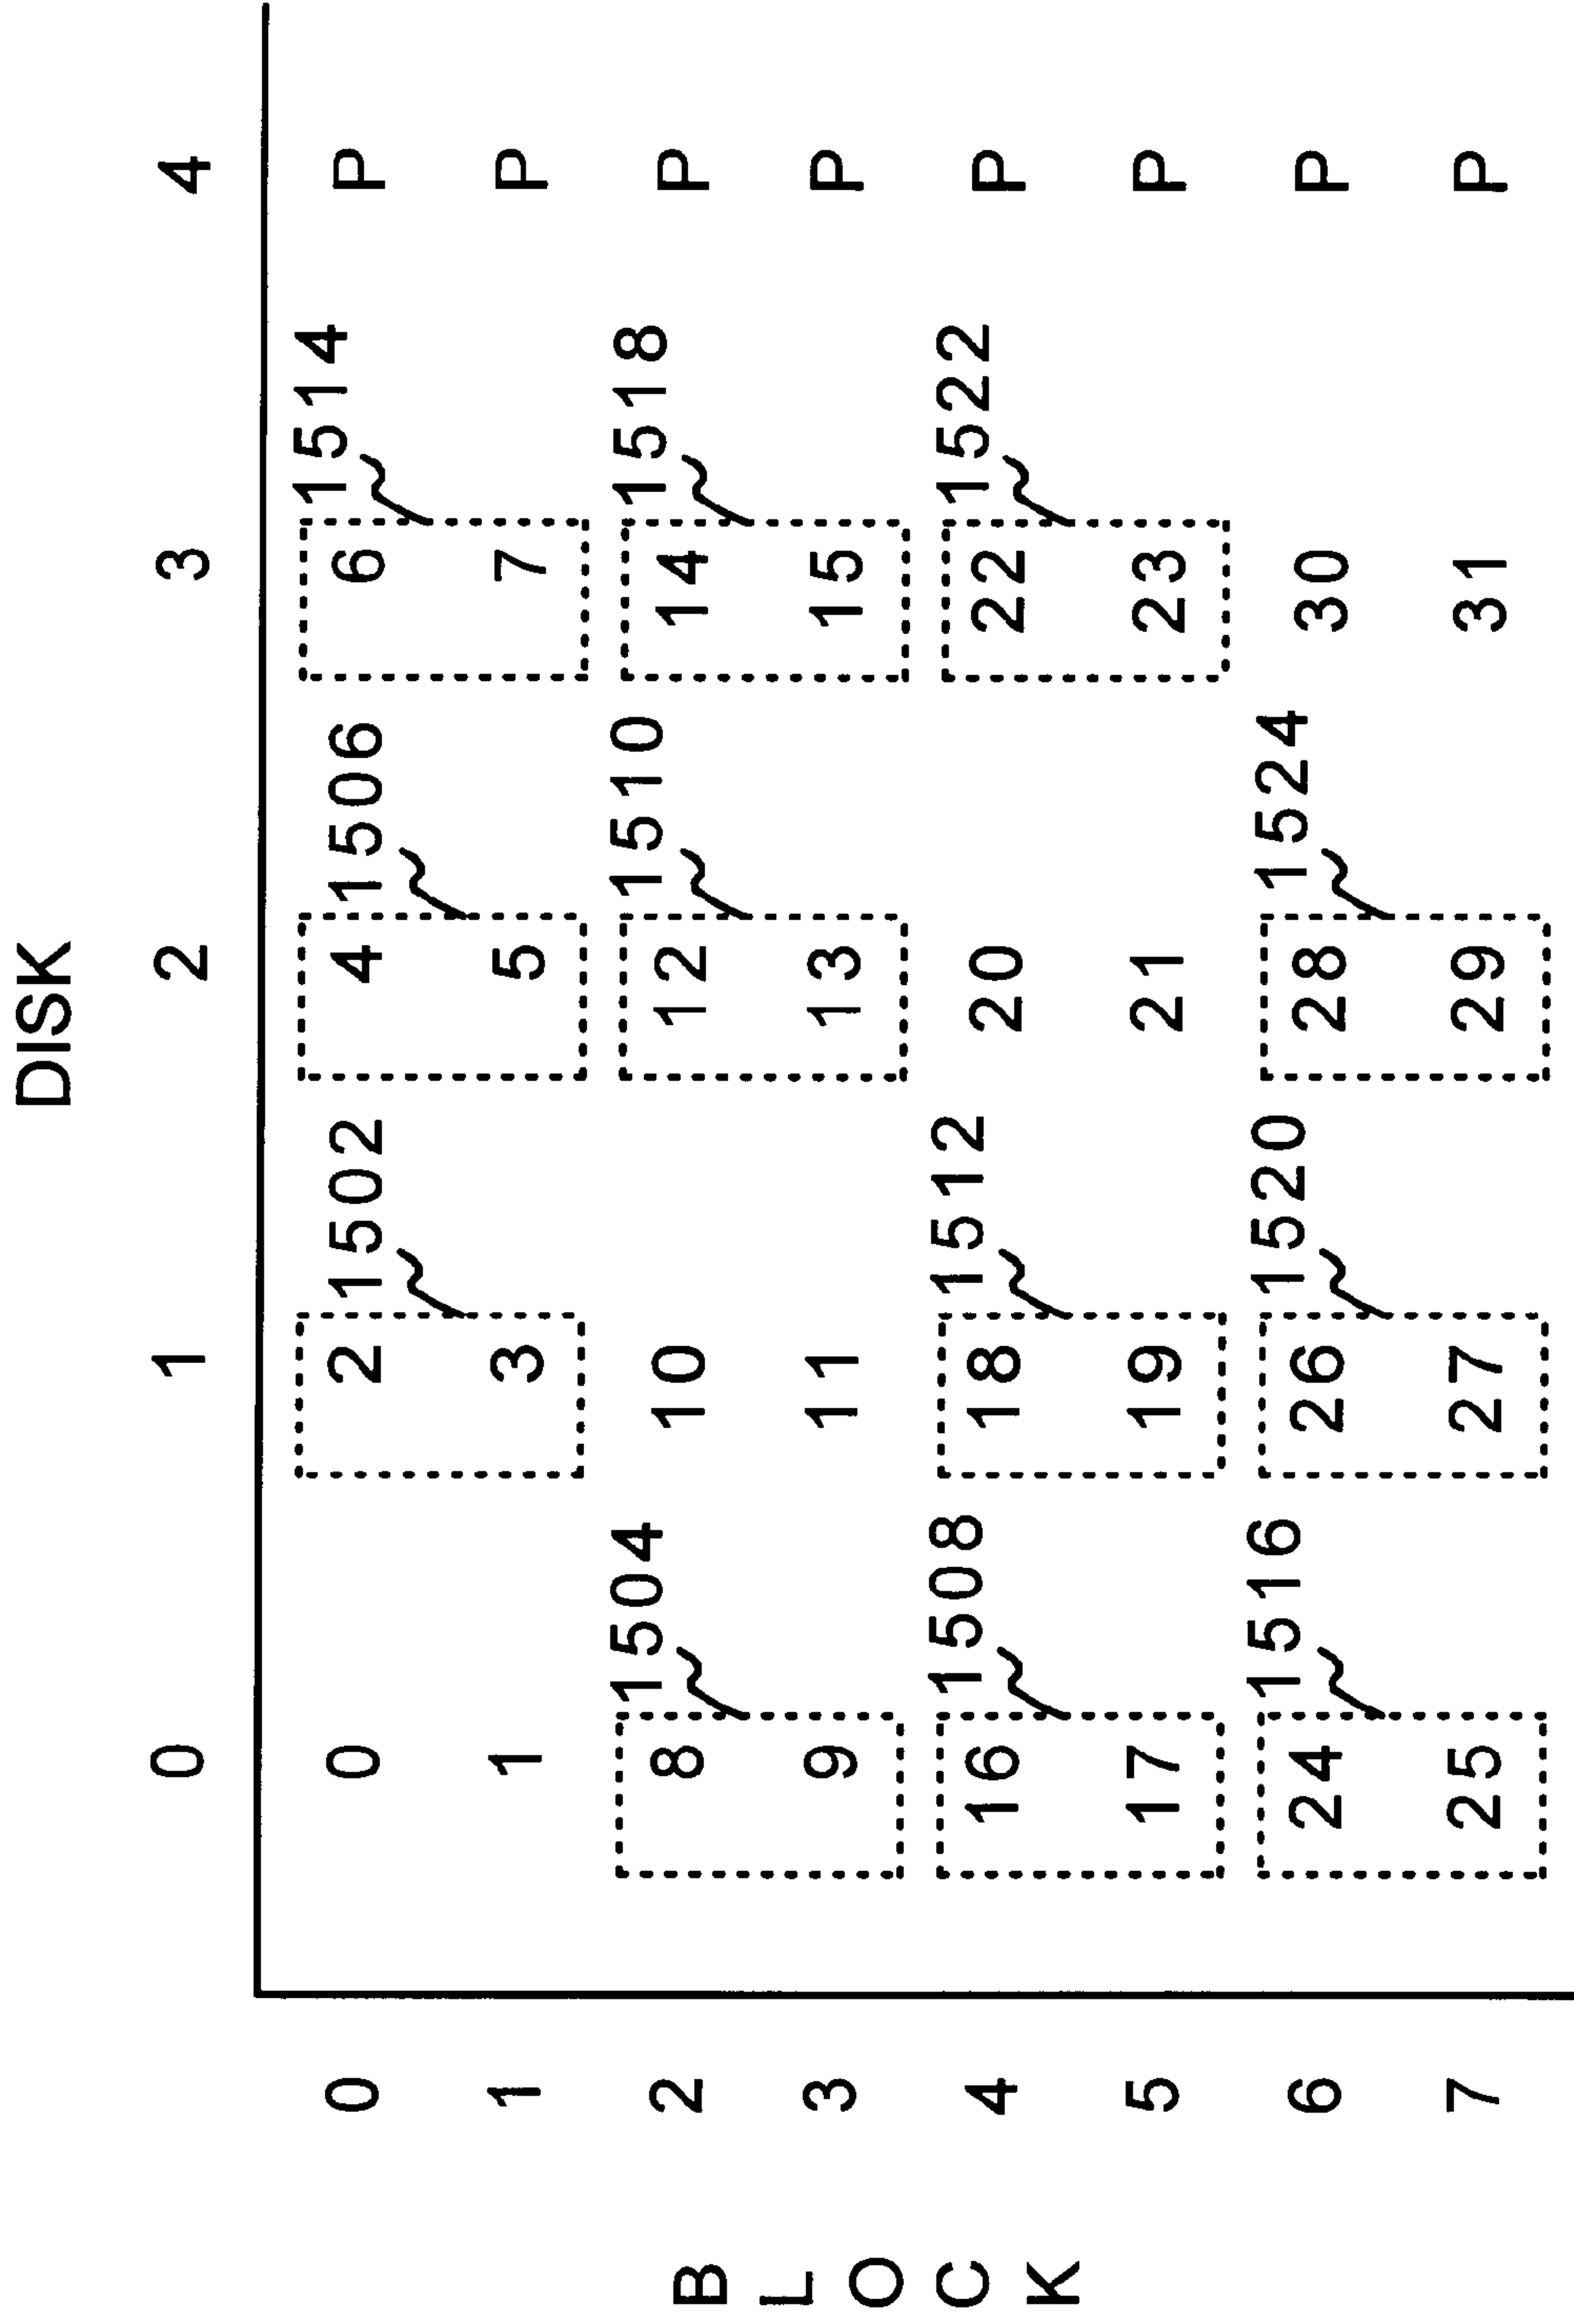 DISK
0 1 2 3 4
BLOCK
0 0 2 1502 4 1506 6 1514 P
1 1 3 5 7 P
2 8 1504 10 12 1510 14 1518 P
3 9 11 13 15 P
4 16 1508 18 1512 20 22 1522 P
5 17 19 21 23 P
6 24 1516 26 1520 28 1524 30 P
7 25 27 29 31 P